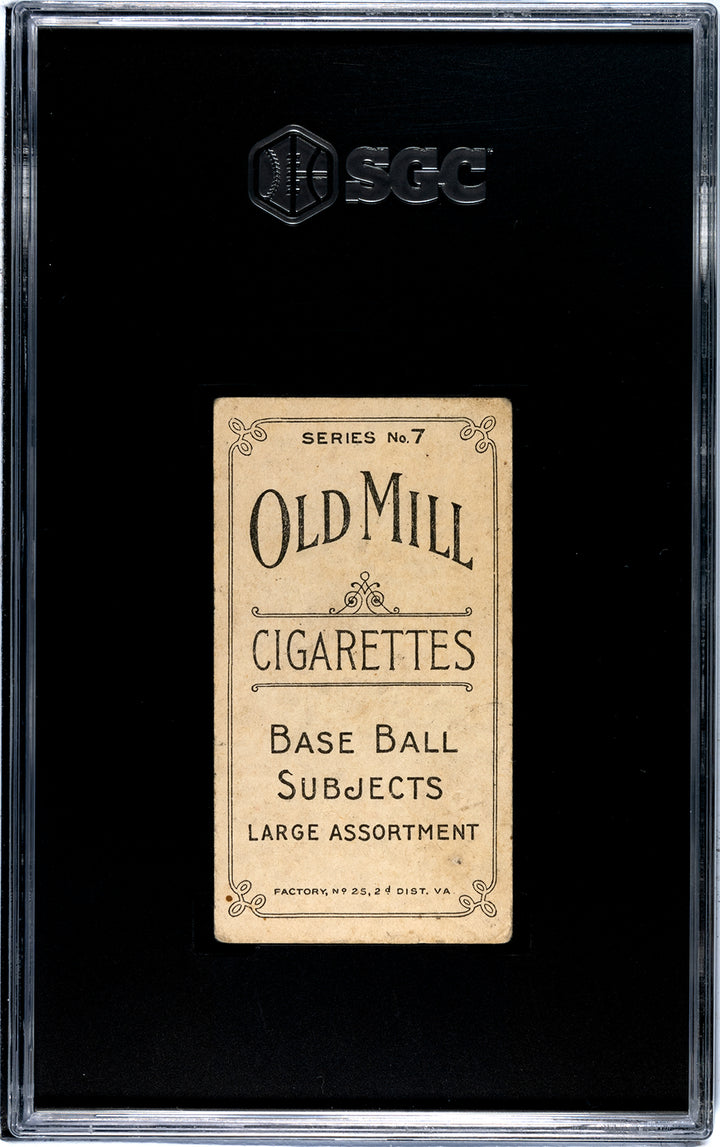 SGC
SERIES No. 7
OLD MILL
CIGARETTES
BASE BALL
SUBJECTS
LARGE ASSORTMENT
FACTORY, Nº 25, 2d DIST. VA